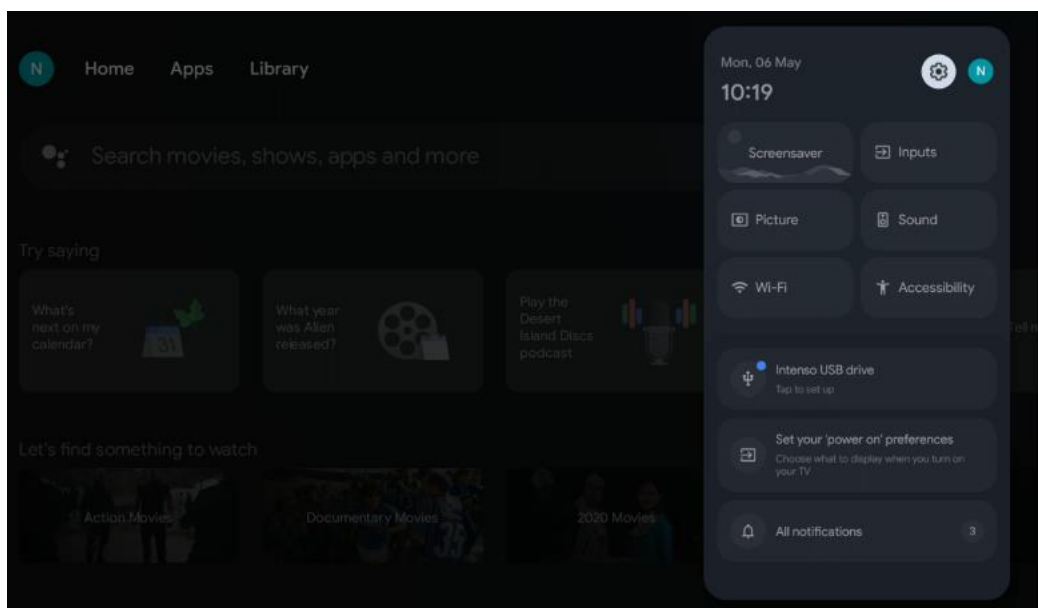 N
Home Apps Library
Search movies, shows, apps and more
Try saying
What's
next on my
calendar?
31
What year
was Alien
released?
Play the
Desert
Island Discs
podcast
Let's find something to watch
Action Movies
Documentary Movies
2020 Movies
Mon, 06 May
N
10:19
Screensaver
Inputs
Picture
Sound
Wi-Fi
Accessibility
Intenso USB drive
Tap to set up
Set your 'power on' preferences
Choose what to display when you turn on
your TV
All notifications
3